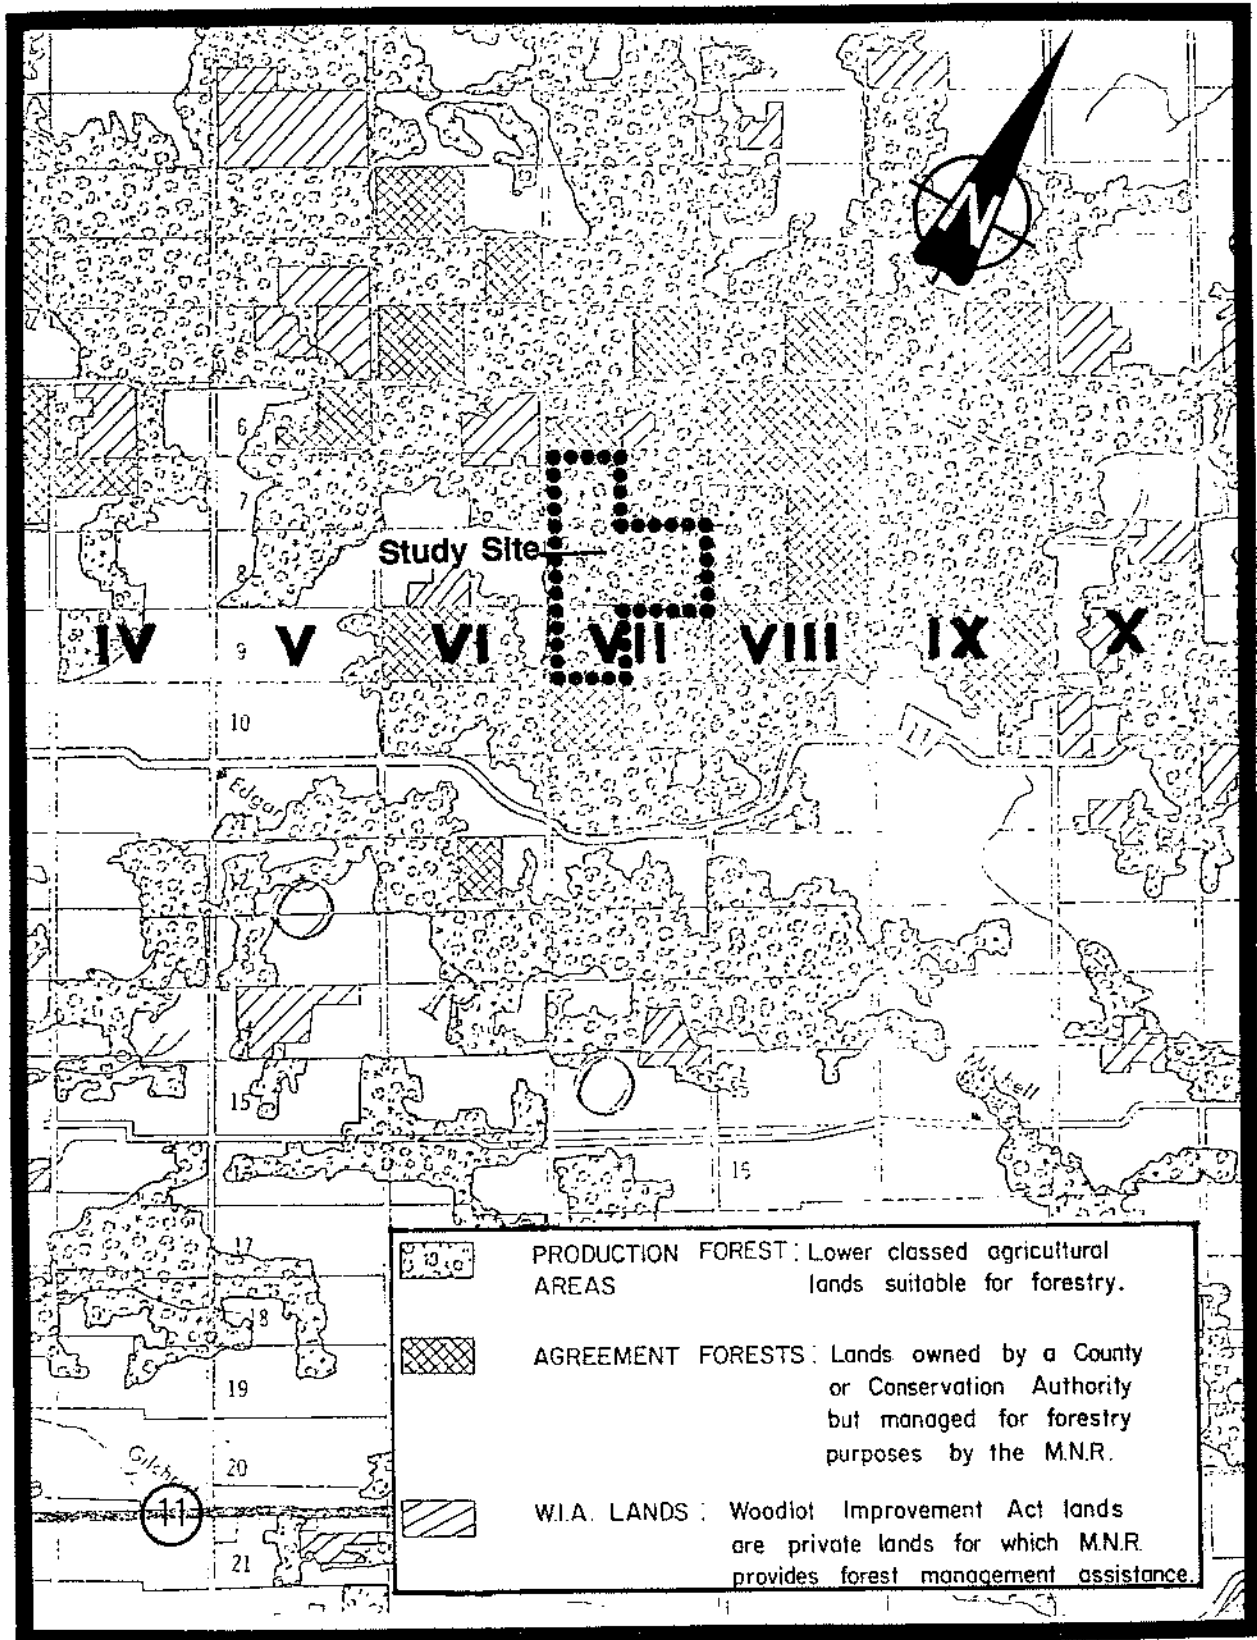 N
6
7
Study Site
8
IV V VI VII VIII IX X
9
10
11
Edgar
15
15
17
18
19
20
Gilchrist
11
21
PRODUCTION FOREST: Lower classed agricultural
AREAS lands suitable for forestry.
AGREEMENT FORESTS: Lands owned by a County
or Conservation Authority
but managed for forestry
purposes by the M.N.R.
W.I.A. LANDS: Woodlot Improvement Act lands
are private lands for which M.N.R.
provides forest management assistance.